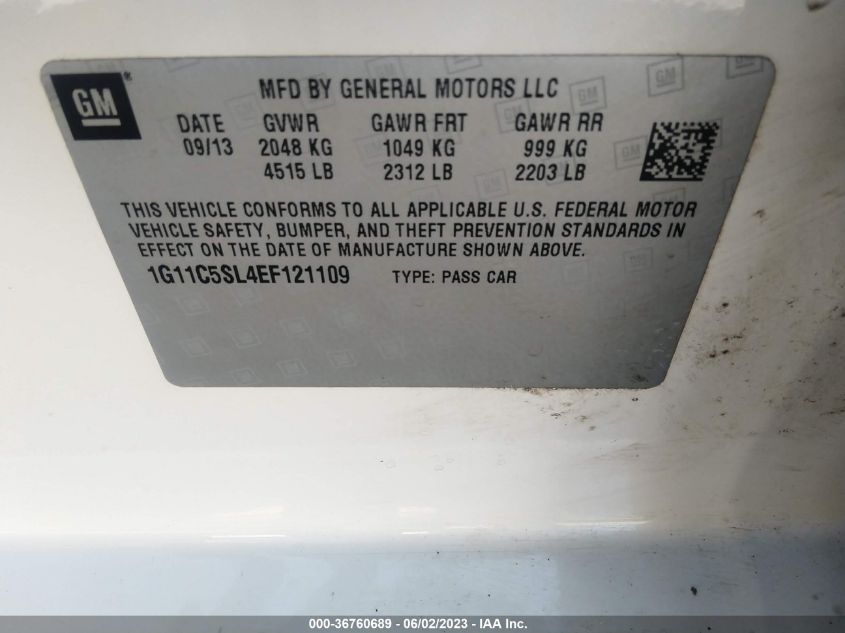 GM ®
MFD BY GENERAL MOTORS LLC
DATE GVWR GAWR FRT GAWR RR
09/13 2048 KG 1049 KG 999 KG
4515 LB 2312 LB 2203 LB
THIS VEHICLE CONFORMS TO ALL APPLICABLE U.S. FEDERAL MOTOR
VEHICLE SAFETY, BUMPER, AND THEFT PREVENTION STANDARDS IN
EFFECT ON THE DATE OF MANUFACTURE SHOWN ABOVE.
1G11C5SL4EF121109 TYPE: PASS CAR
000-36760689 - 06/02/2023 - © IAA Inc.